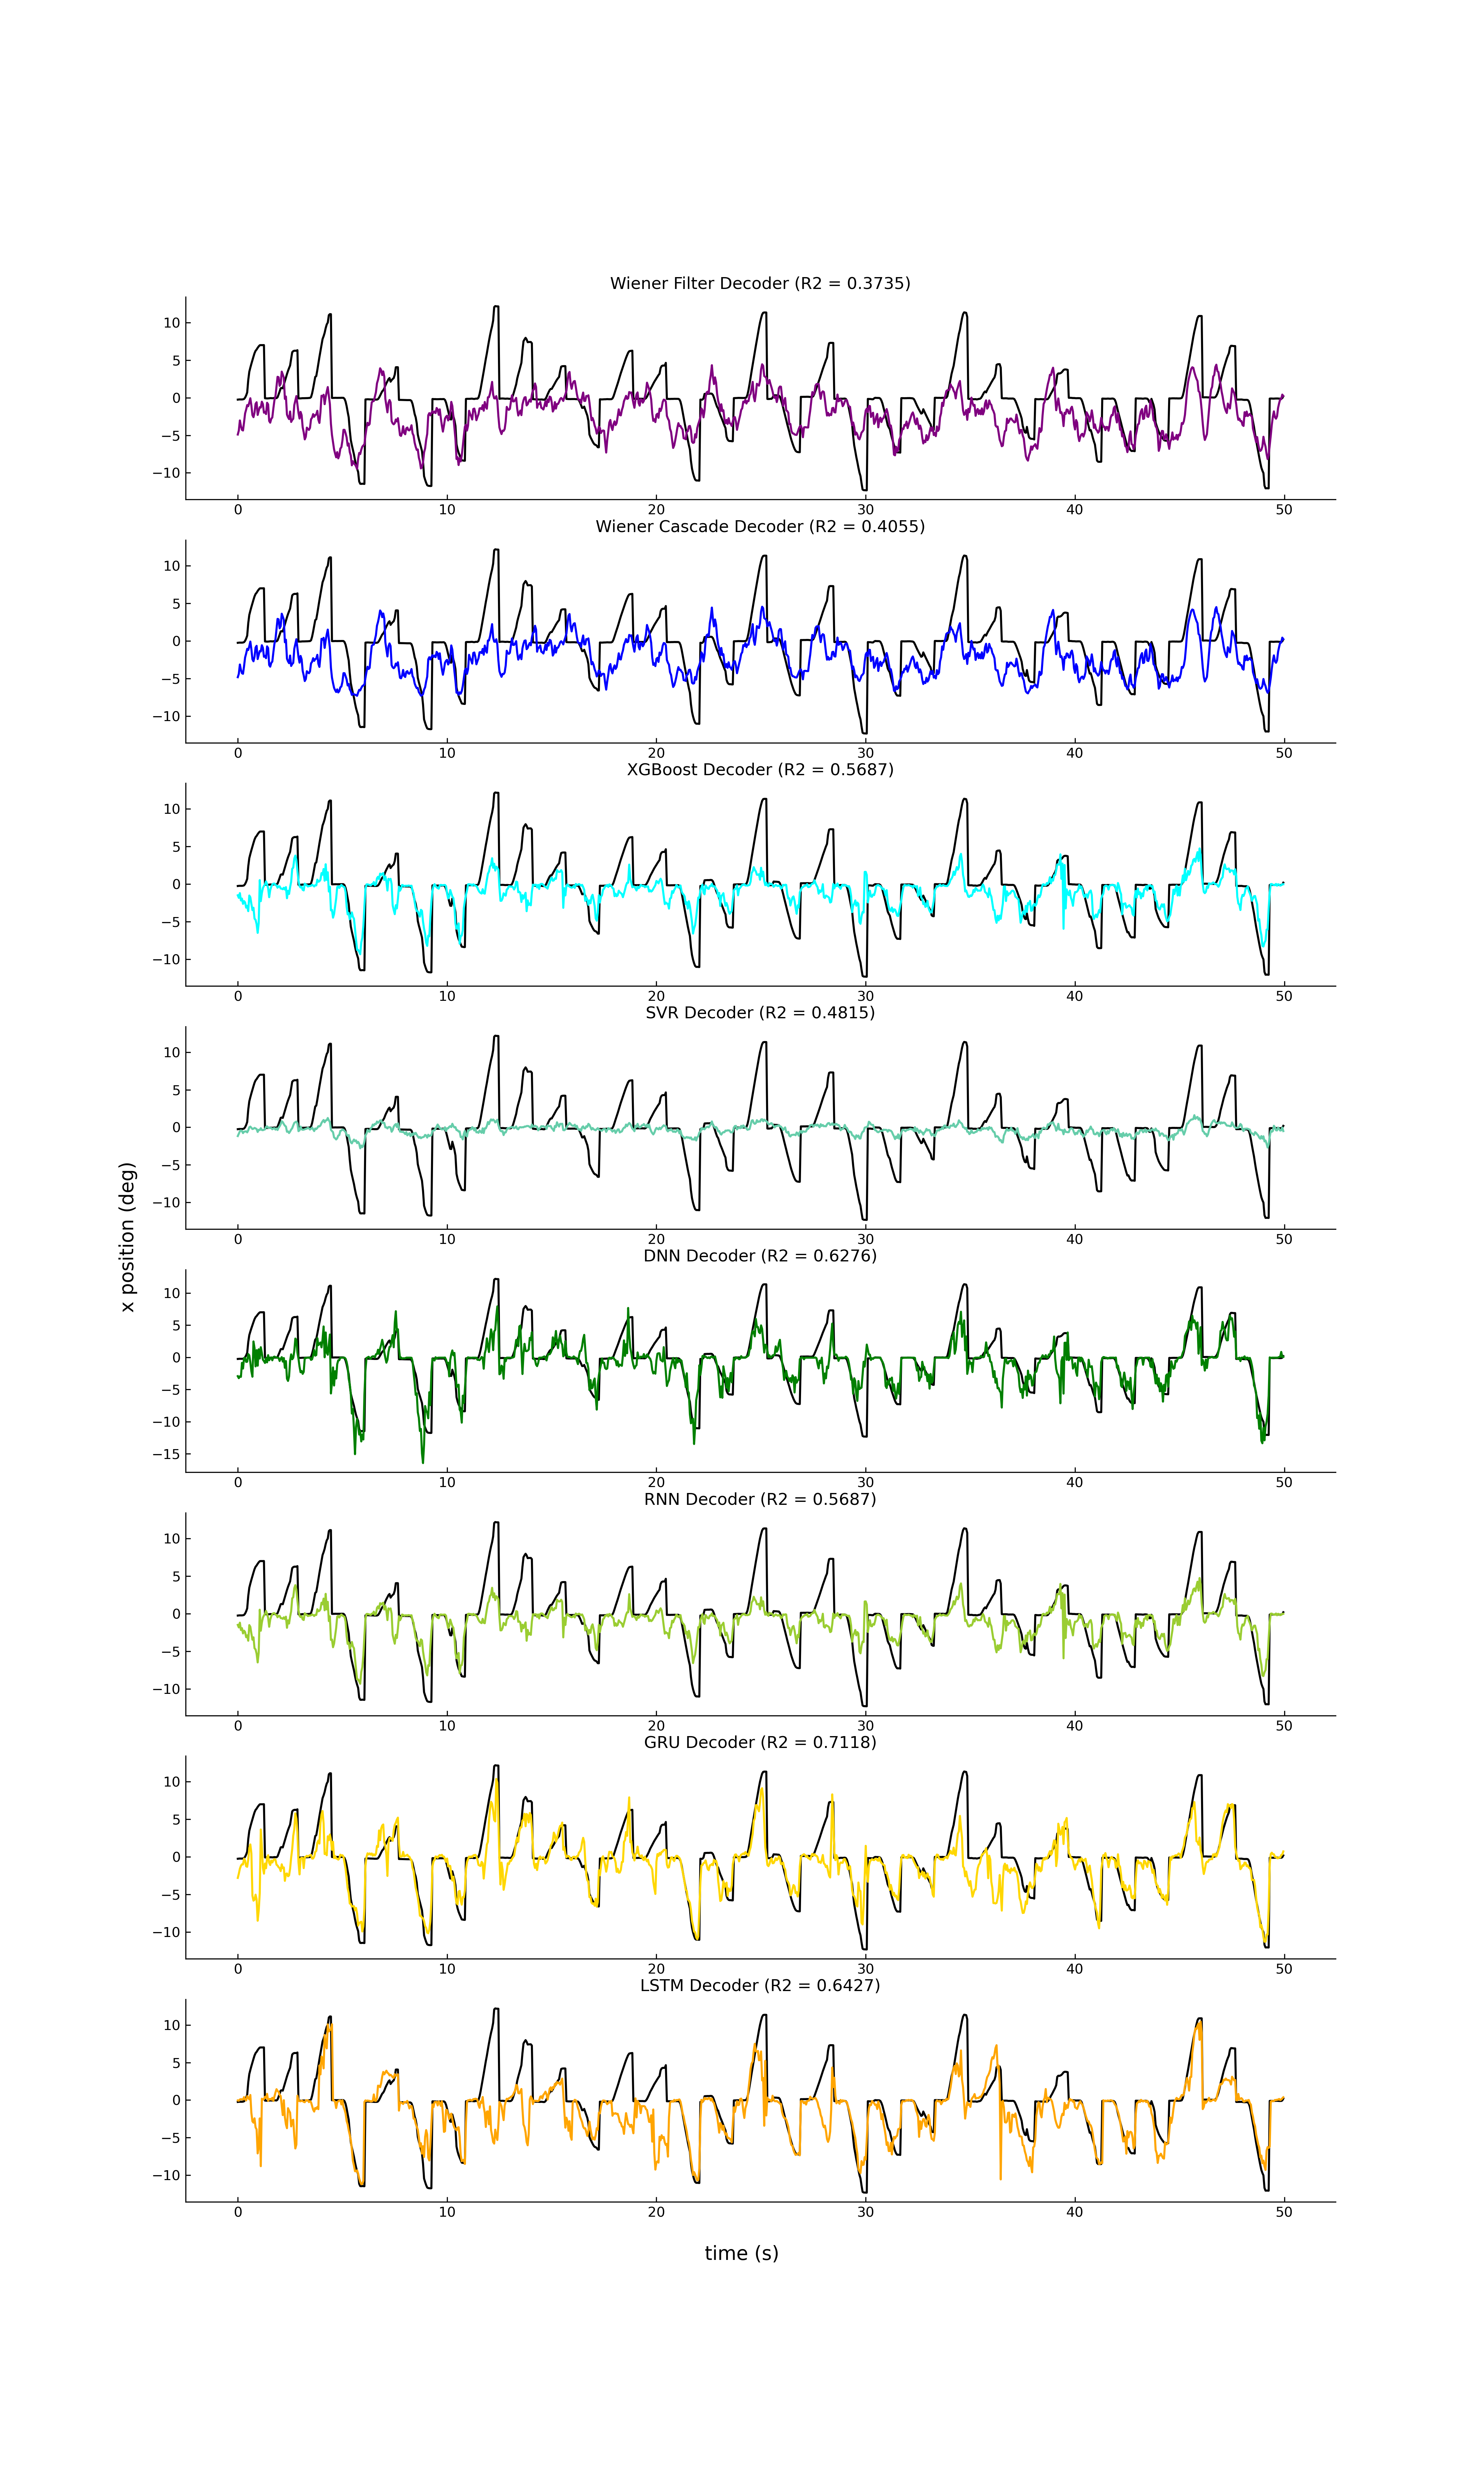 Wiener Filter Decoder (R2 = 0.3735)
10
5
0
−5
−10
0 10 20 30 40 50
Wiener Cascade Decoder (R2 = 0.4055)
10
5
0
−5
−10
0 10 20 30 40 50
XGBoost Decoder (R2 = 0.5687)
10
5
0
−5
−10
0 10 20 30 40 50
SVR Decoder (R2 = 0.4815)
10
5
0
−5
−10
0 10 20 30 40 50
x position (deg)
DNN Decoder (R2 = 0.6276)
10
5
0
−5
−10
−15
0 10 20 30 40 50
RNN Decoder (R2 = 0.5687)
10
5
0
−5
−10
0 10 20 30 40 50
GRU Decoder (R2 = 0.7118)
10
5
0
−5
−10
0 10 20 30 40 50
LSTM Decoder (R2 = 0.6427)
10
5
0
−5
−10
0 10 20 30 40 50
time (s)